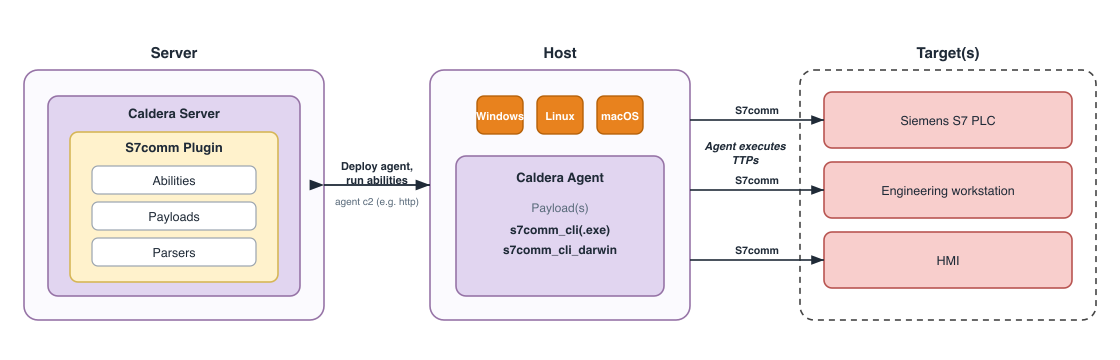 Server
Caldera Server
S7comm Plugin
Abilities
Payloads
Parsers
Deploy agent,
run abilities
agent c2 (e.g. http)
Host
Windows
Linux
macOS
Caldera Agent
Payload(s)
s7comm_cli(.exe)
s7comm_cli_darwin
S7comm
Agent executes
TTPs
S7comm
S7comm
Target(s)
Siemens S7 PLC
Engineering workstation
HMI